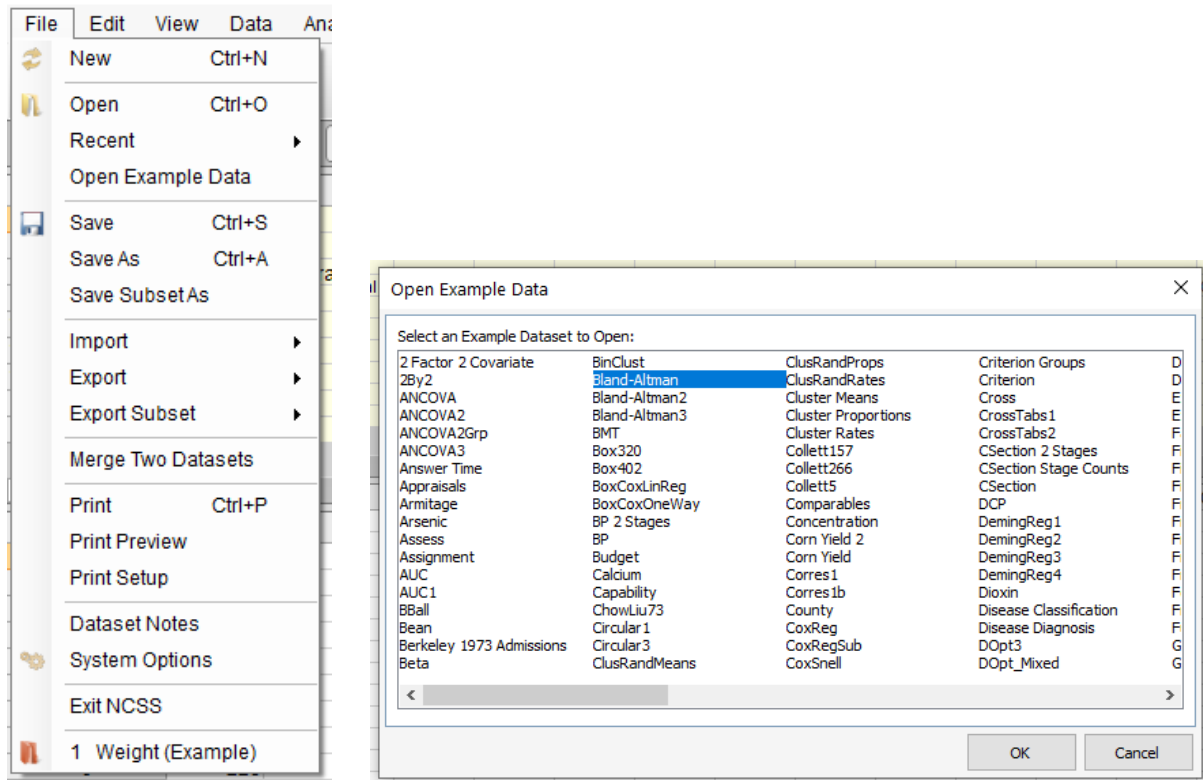 File Edit View Data Ana
New Ctrl+N
Open Ctrl+O
Recent
Open Example Data
Save Ctrl+S
Save As Ctrl+A
Save Subset As
Import
Export
Export Subset
Merge Two Datasets
Print Ctrl+P
Print Preview
Print Setup
Dataset Notes
System Options
Exit NCSS
1 Weight (Example)
Open Example Data
Select an Example Dataset to Open:
2 Factor 2 Covariate BinClust ClusRandProps Criterion Groups D
2By2 Bland-Altman ClusRandRates Criterion D
ANCOVA Bland-Altman2 Cluster Means Cross E
ANCOVA2 Bland-Altman3 Cluster Proportions CrossTabs1 E
ANCOVA2Grp BMT Cluster Rates CrossTabs2 F
ANCOVA3 Box320 Collett157 CSection 2 Stages F
Answer Time Box402 Collett266 CSection Stage Counts F
Appraisals BoxCoxLinReg Collett5 CSection F
Armitage BoxCoxOneWay Comparables DCP F
Arsenic BP 2 Stages Concentration DemingReg1 F
Assess BP Corn Yield 2 DemingReg2 F
Assignment Budget Corn Yield DemingReg3 F
AUC Calcium Corres1 DemingReg4 F
AUC1 Capability Corres1b Dioxin F
BBall ChowLiu73 County Disease Classification F
Bean Circular1 CoxReg Disease Diagnosis F
Berkeley 1973 Admissions Circular3 CoxRegSub DOpt3 G
Beta ClusRandMeans CoxSnell DOpt_Mixed G
OK Cancel